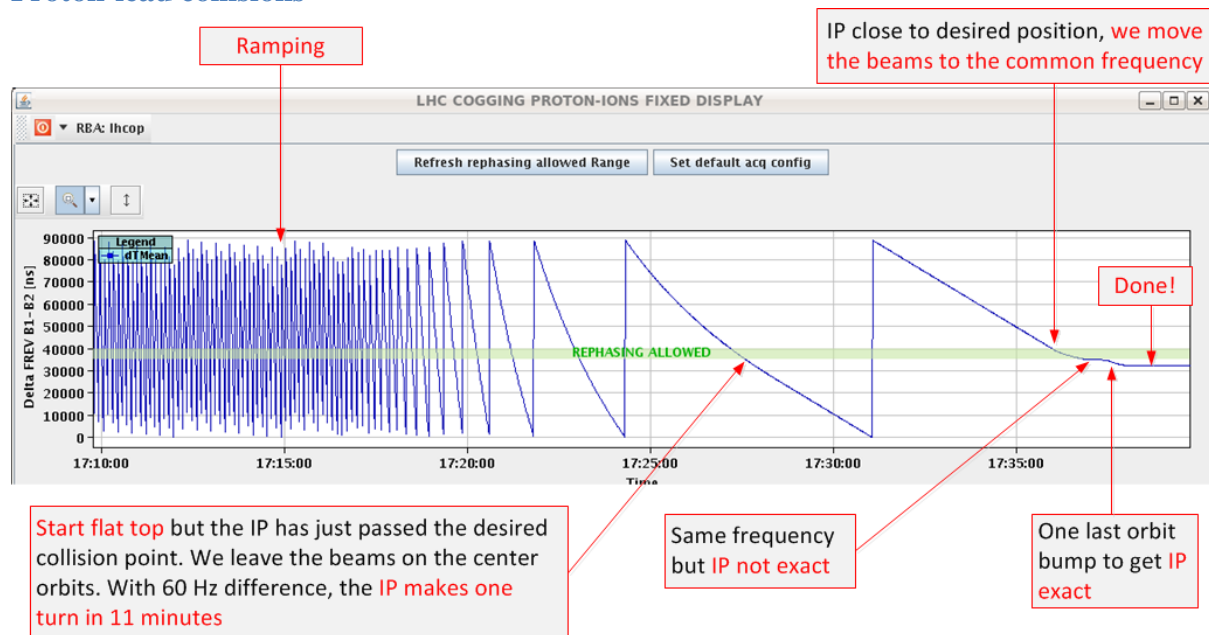 Ramping
IP close to desired position, we move
the beams to the common frequency
LHC COGGING PROTON-IONS FIXED DISPLAY
RBA: lhcop
Refresh rephasing allowed Range
Set default acq config
90000
80000
70000
60000
50000
40000
30000
20000
10000
0
Delta FREV B1-B2 [ns]
Legend
dTMean
REPHASING ALLOWED
Done!
17:10:00
17:15:00
17:20:00
17:25:00
17:30:00
17:35:00
Time
Start flat top but the IP has just passed the desired
collision point. We leave the beams on the center
orbits. With 60 Hz difference, the IP makes one
turn in 11 minutes
Same frequency
but IP not exact
One last orbit
bump to get IP
exact